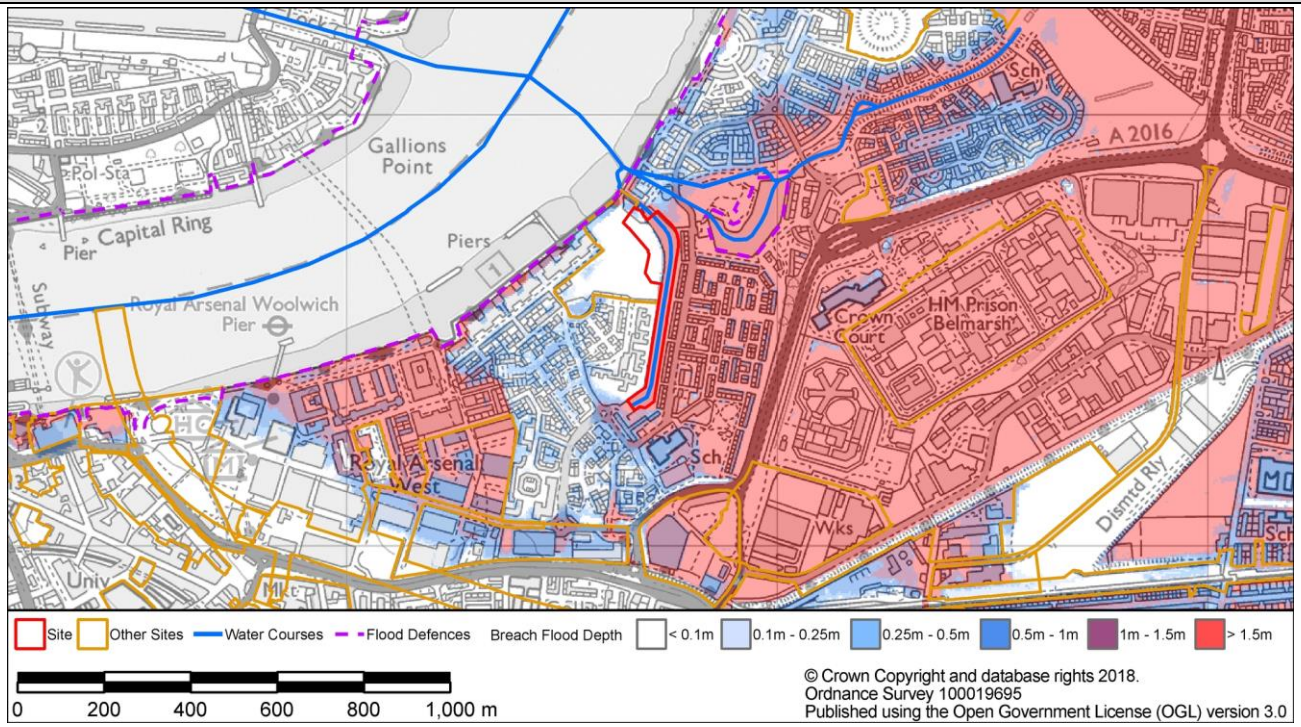 Sch
A 2016
Gallions
Point
Pol Sta
Capital Ring
Pier
Piers
1
Subway
Royal Arsenal Woolwich
Pier
Crown
Court
HM Prison
Belmarsh
Royal Arsenal
West
Sch
Wks
Dismtd Rly
Sch
Univ
Mkt
Site
Other Sites
Water Courses
Flood Defences
Breach Flood Depth
< 0.1m
0.1m - 0.25m
0.25m - 0.5m
0.5m - 1m
1m - 1.5m
> 1.5m
0 200 400 600 800 1,000 m
© Crown Copyright and database rights 2018.
Ordnance Survey 100019695
Published using the Open Government License (OGL) version 3.0